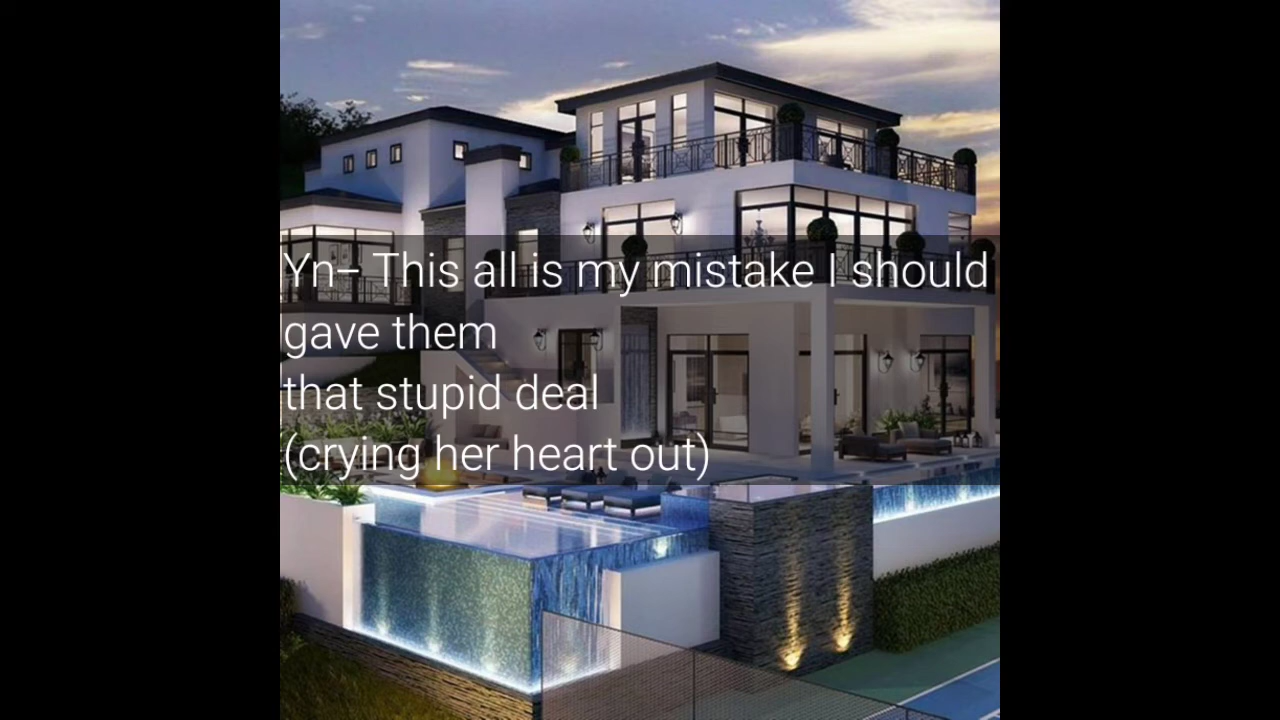 Yn– This all is my mistake I should
gave them
that stupid deal
(crying her heart out)